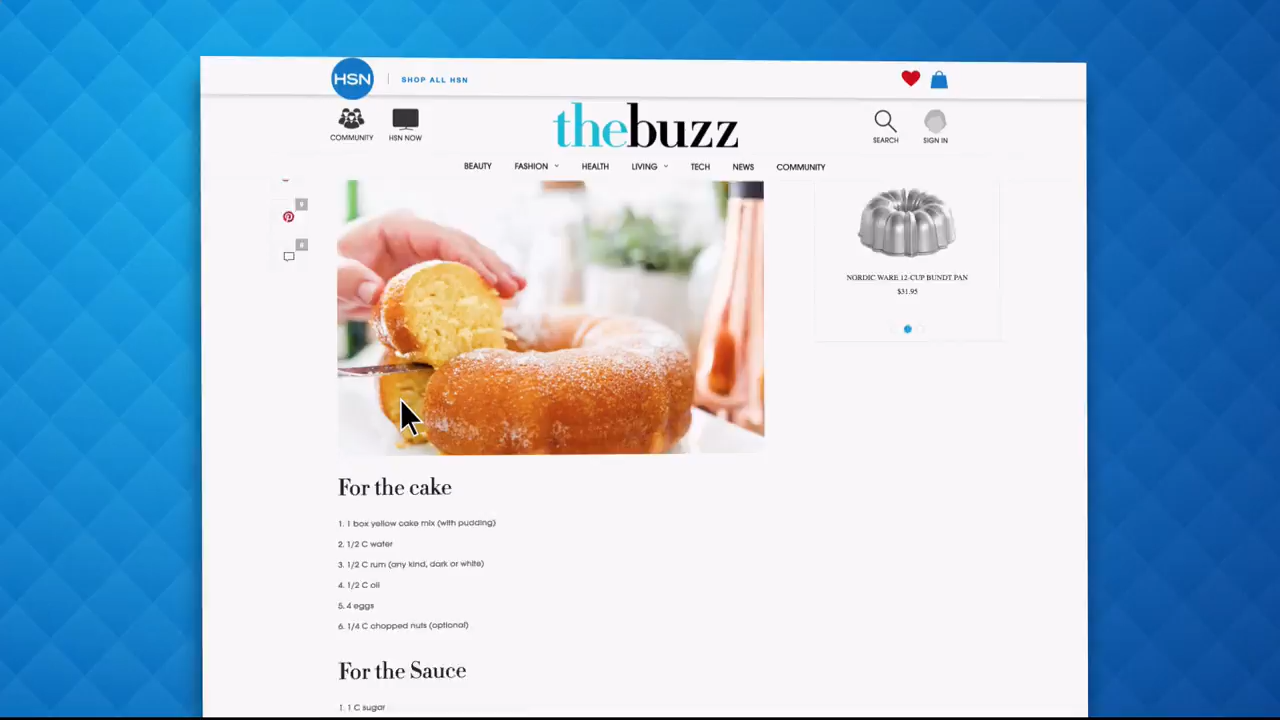 HSN
SHOP ALL HSN
COMMUNITY
HSN NOW
thebuzz
SEARCH
SIGN IN
BEAUTY
FASHION
HEALTH
LIVING
TECH
NEWS
COMMUNITY
9
8
NORDIC WARE 12-CUP BUNDT PAN
$31.95
For the cake
1. 1 box yellow cake mix (with pudding)
2. 1/2 C water
3. 1/2 C rum (any kind, dark or white)
4. 1/2 C oil
5. 4 eggs
6. 1/4 C chopped nuts (optional)
For the Sauce
1. 1 C sugar